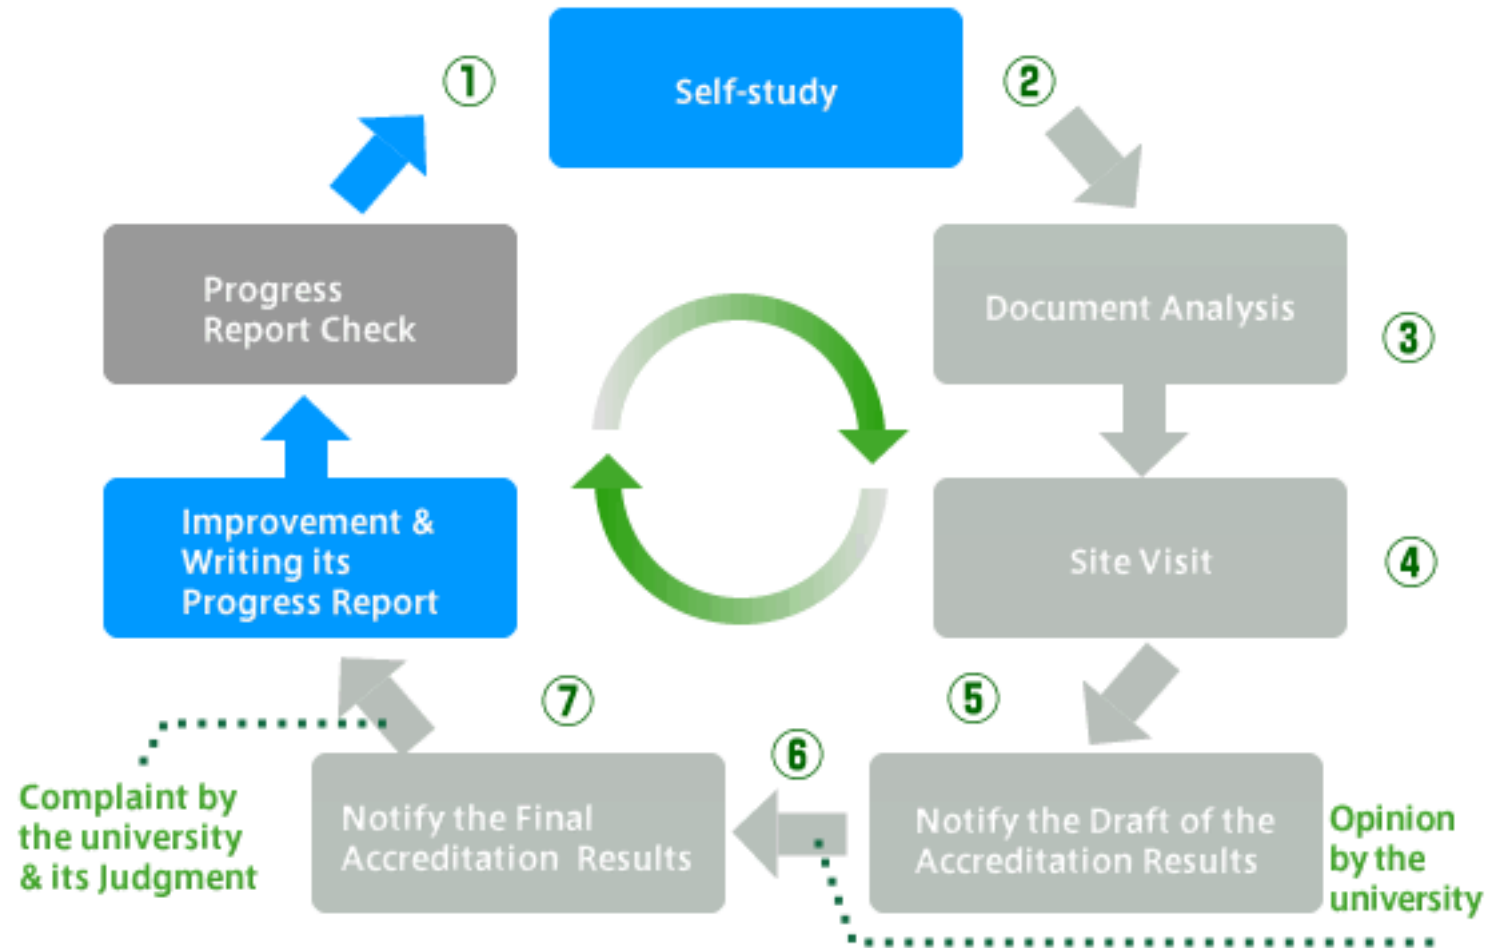 ①
Self-study
②
Progress
Report Check
Document Analysis
③
Improvement &
Writing its
Progress Report
Site Visit
④
⑤
⑦
⑥
Complaint by
the university
& its Judgment
Notify the Final
Accreditation Results
Notify the Draft of the
Accreditation Results
Opinion
by the
university